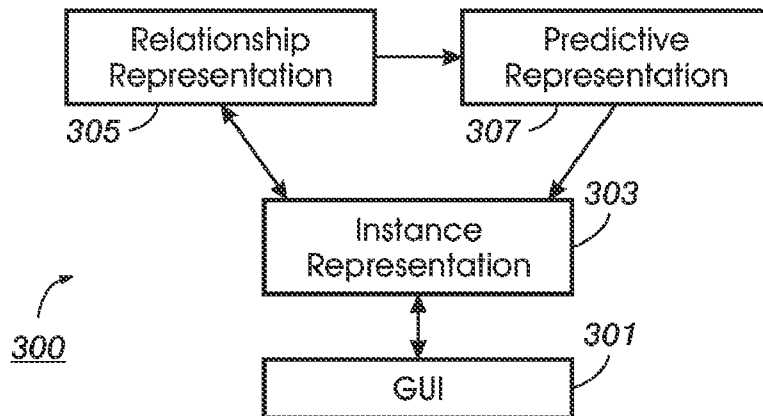 Relationship
Representation
Predictive
Representation
305
307
Instance
Representation
303
300
GUI
301